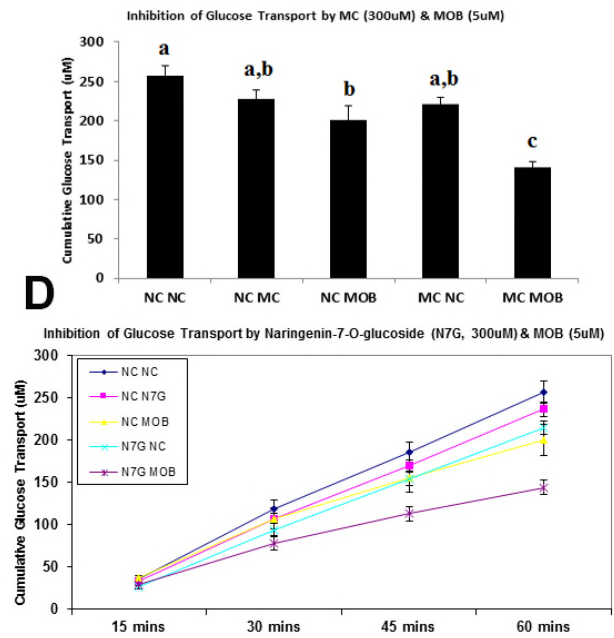 Inhibition of Glucose Transport by MC (300uM) & MOB (5uM)
Cumulative Glucose Transport (uM)
300
250
200
150
100
50
0
a
a,b
b
a,b
c
NC NC
NC MC
NC MOB
MC NC
MC MOB
D
Inhibition of Glucose Transport by Naringenin-7-O-glucoside (N7G, 300uM) & MOB (5uM)
Cumulative Glucose Transport (uM)
300
250
200
150
100
50
0
NC NC
NC N7G
NC MOB
N7G NC
N7G MOB
15 mins
30 mins
45 mins
60 mins